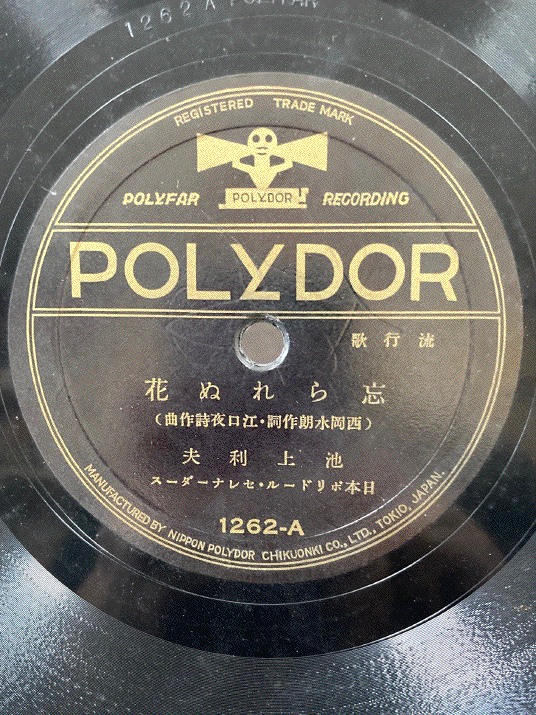 1262 A POLYFAR
REGISTERED TRADE MARK
POLYFAR POLYDOR RECORDING
POLYDOR
流行歌
忘られぬ花
(西岡水朗作詞・江口夜詩作曲)
池上利夫
日本ポリドール・セレナーダース
1262-A
MANUFACTURED BY NIPPON POLYDOR CHIKUONKI CO., LTD., TOKIO, JAPAN.